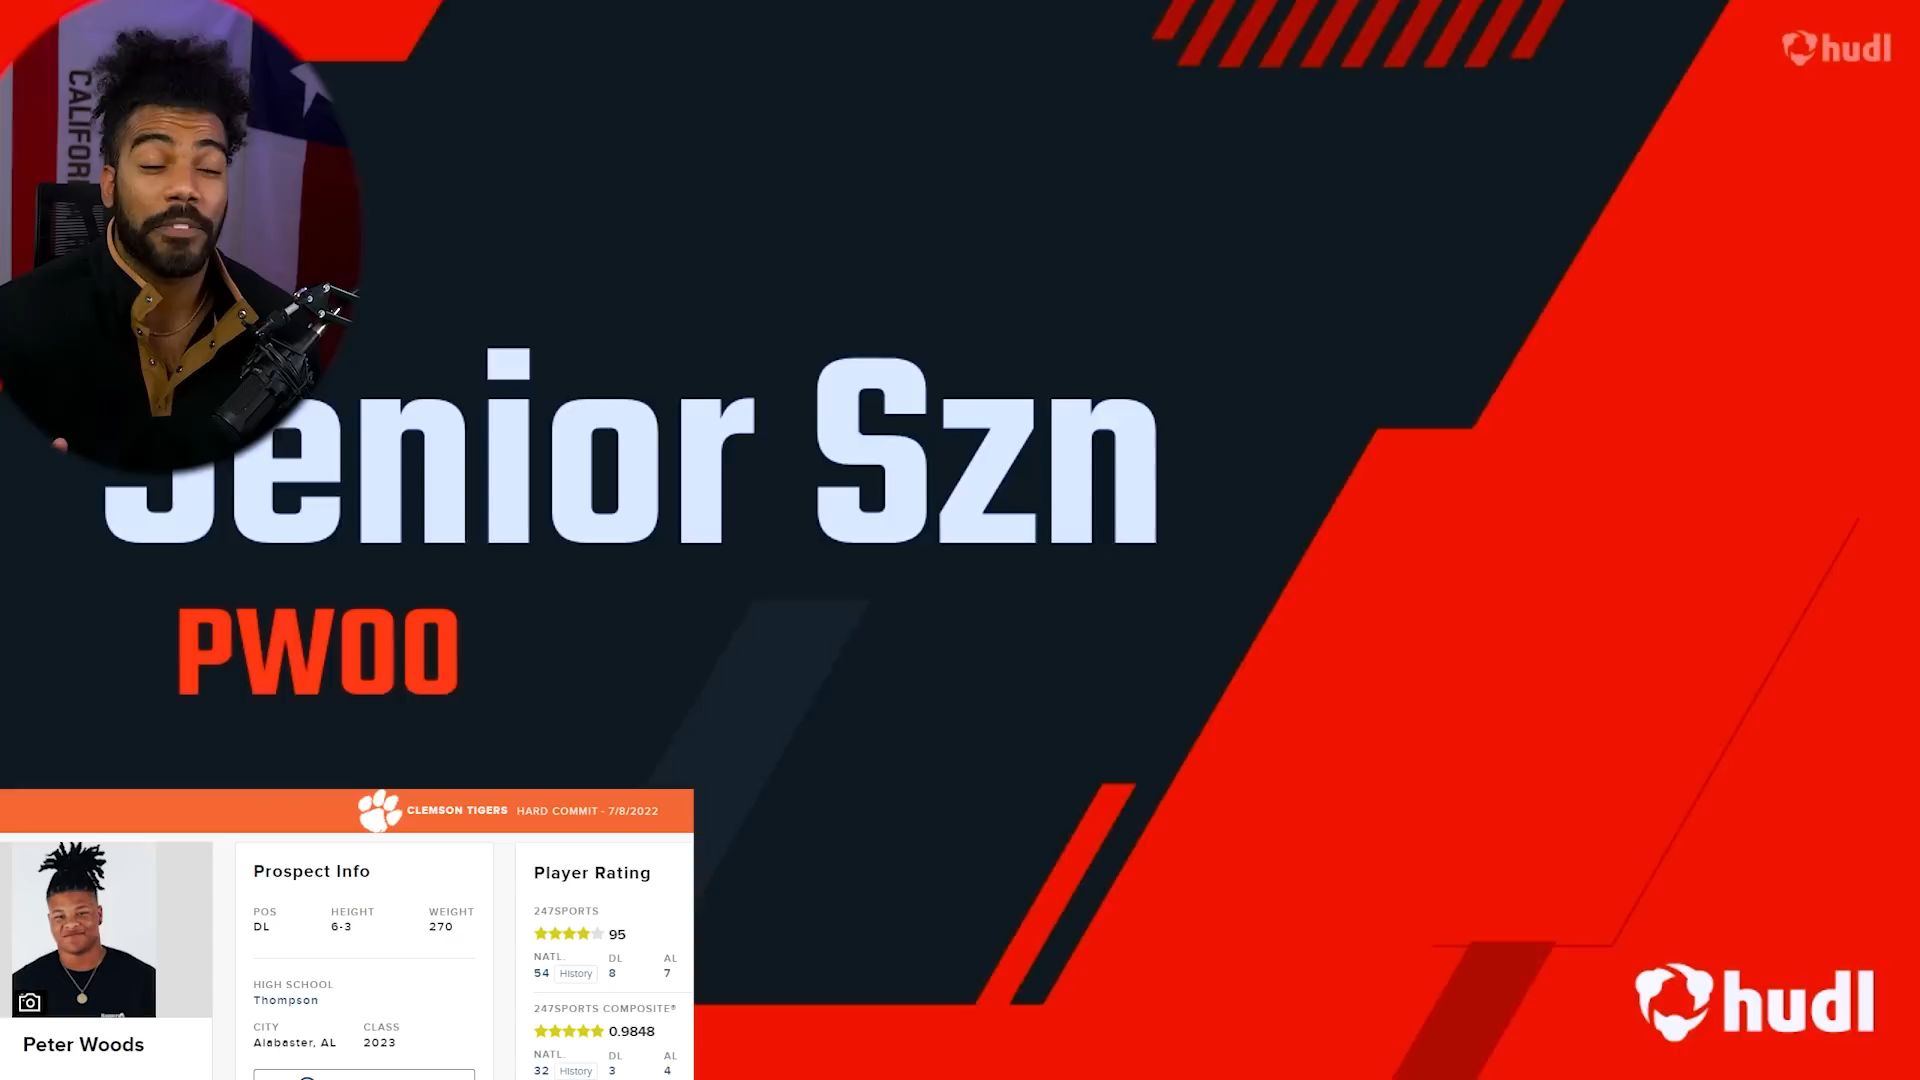 hudl
CALIFOR
Senior Szn
PW00
CLEMSON TIGERS HARD COMMIT - 7/8/2022
Prospect Info
POS HEIGHT WEIGHT
DL 6-3 270
HIGH SCHOOL
Thompson
CITY CLASS
Alabaster, AL 2023
Peter Woods
Player Rating
247SPORTS
95
NATL. DL AL
54 History 8 7
247SPORTS COMPOSITE®
0.9848
NATL. DL AL
32 History 3 4
hudl